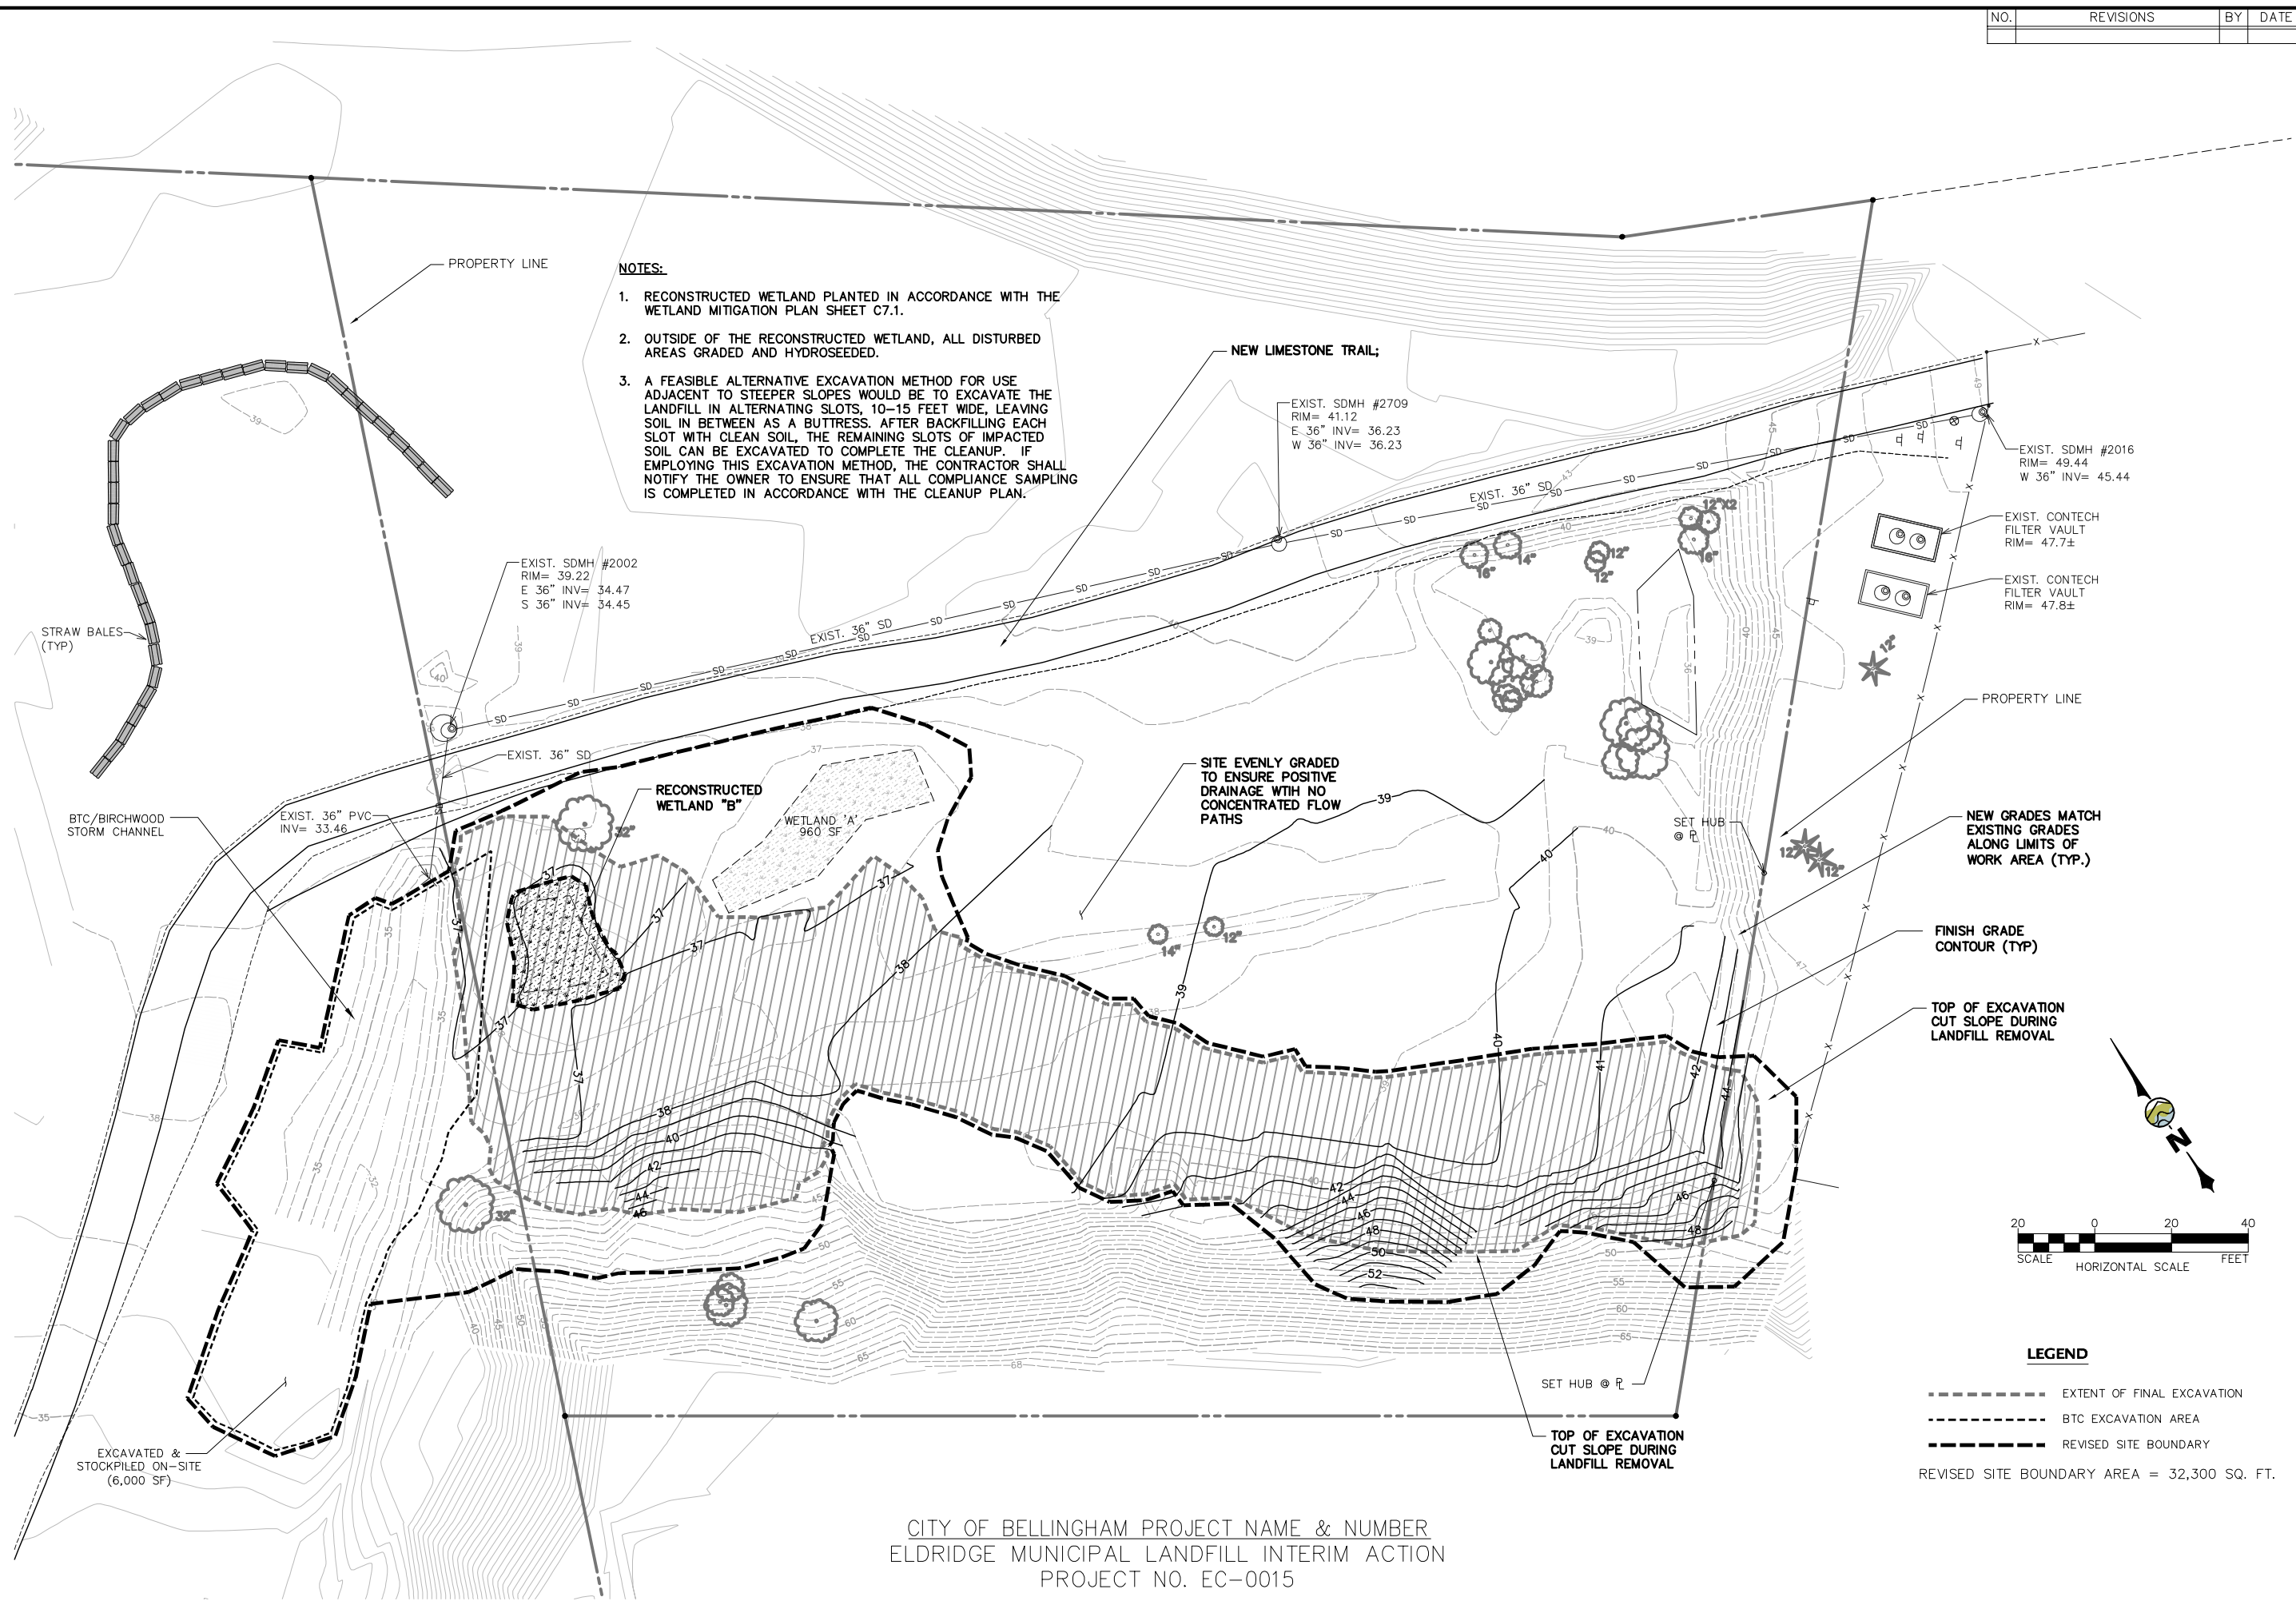 NO. REVISIONS BY DATE
PROPERTY LINE
NOTES:
1. RECONSTRUCTED WETLAND PLANTED IN ACCORDANCE WITH THE
WETLAND MITIGATION PLAN SHEET C7.1.
2. OUTSIDE OF THE RECONSTRUCTED WETLAND, ALL DISTURBED
AREAS GRADED AND HYDROSEEDED.
3. A FEASIBLE ALTERNATIVE EXCAVATION METHOD FOR USE
ADJACENT TO STEEPER SLOPES WOULD BE TO EXCAVATE THE
LANDFILL IN ALTERNATING SLOTS, 10-15 FEET WIDE, LEAVING
SOIL IN BETWEEN AS A BUTTRESS. AFTER BACKFILLING EACH
SLOT WITH CLEAN SOIL, THE REMAINING SLOTS OF IMPACTED
SOIL CAN BE EXCAVATED TO COMPLETE THE CLEANUP. IF
EMPLOYING THIS EXCAVATION METHOD, THE CONTRACTOR SHALL
NOTIFY THE OWNER TO ENSURE THAT ALL COMPLIANCE SAMPLING
IS COMPLETED IN ACCORDANCE WITH THE CLEANUP PLAN.
NEW LIMESTONE TRAIL;
EXIST. SDMH #2709
RIM= 41.12
E 36" INV= 36.23
W 36" INV= 36.23
EXIST. SDMH #2016
RIM= 49.44
W 36" INV= 45.44
EXIST. CONTECH
FILTER VAULT
RIM= 47.7±
EXIST. CONTECH
FILTER VAULT
RIM= 47.8±
EXIST. SDMH #2002
RIM= 39.22
E 36" INV= 34.47
S 36" INV= 34.45
STRAW BALES
(TYP)
EXIST. 36" SD
EXIST. 36" SD
EXIST. 36" SD
PROPERTY LINE
BTC/BIRCHWOOD
STORM CHANNEL
EXIST. 36" PVC
INV= 33.46
RECONSTRUCTED
WETLAND "B"
WETLAND 'A'
960 SF
SITE EVENLY GRADED
TO ENSURE POSITIVE
DRAINAGE WTIH NO
CONCENTRATED FLOW
PATHS
SET HUB
@ PL
NEW GRADES MATCH
EXISTING GRADES
ALONG LIMITS OF
WORK AREA (TYP.)
FINISH GRADE
CONTOUR (TYP)
TOP OF EXCAVATION
CUT SLOPE DURING
LANDFILL REMOVAL
N
20 0 20 40
SCALE HORIZONTAL SCALE FEET
SET HUB @ PL
TOP OF EXCAVATION
CUT SLOPE DURING
LANDFILL REMOVAL
EXCAVATED &
STOCKPILED ON-SITE
(6,000 SF)
LEGEND
EXTENT OF FINAL EXCAVATION
BTC EXCAVATION AREA
REVISED SITE BOUNDARY
REVISED SITE BOUNDARY AREA = 32,300 SQ. FT.
CITY OF BELLINGHAM PROJECT NAME & NUMBER
ELDRIDGE MUNICIPAL LANDFILL INTERIM ACTION
PROJECT NO. EC-0015